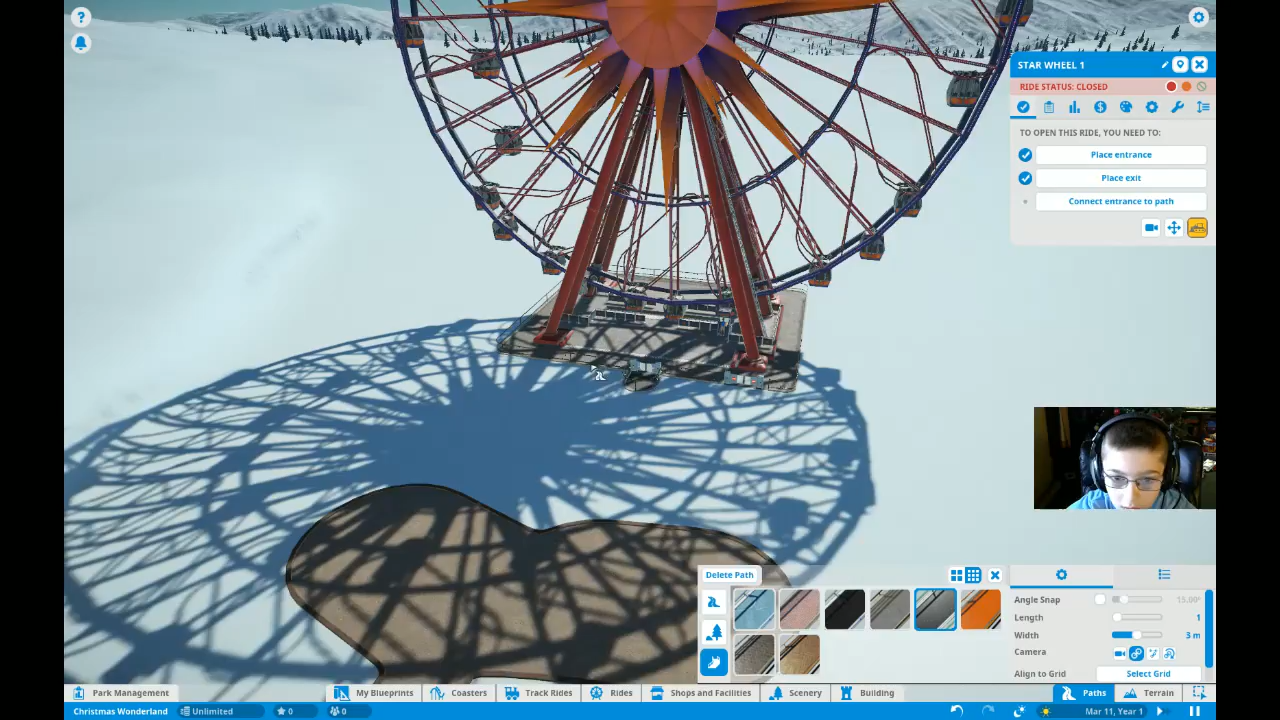 ?
STAR WHEEL 1
RIDE STATUS: CLOSED
TO OPEN THIS RIDE, YOU NEED TO:
Place entrance
Place exit
Connect entrance to path
Delete Path
Angle Snap 15.00°
Length 1
Width 3 m
Camera
Align to Grid Select Grid
Park Management My Blueprints Coasters Track Rides Rides Shops and Facilities Scenery Building Paths Terrain
Christmas Wonderland Unlimited 0 0 Mar 11, Year 1